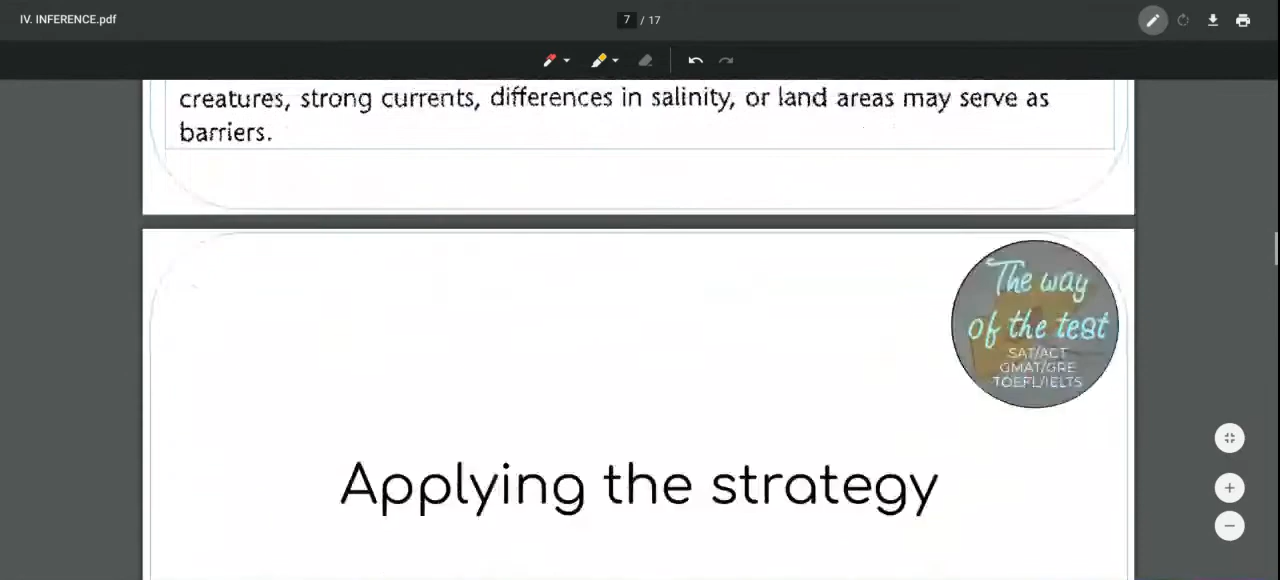 IV. INFERENCE.pdf
7 / 17
creatures, strong currents, differences in salinity, or land areas may serve as
barriers.
The way
of the test
SAT/ACT
GMAT/GRE
TOEFL/IELTS
Applying the strategy